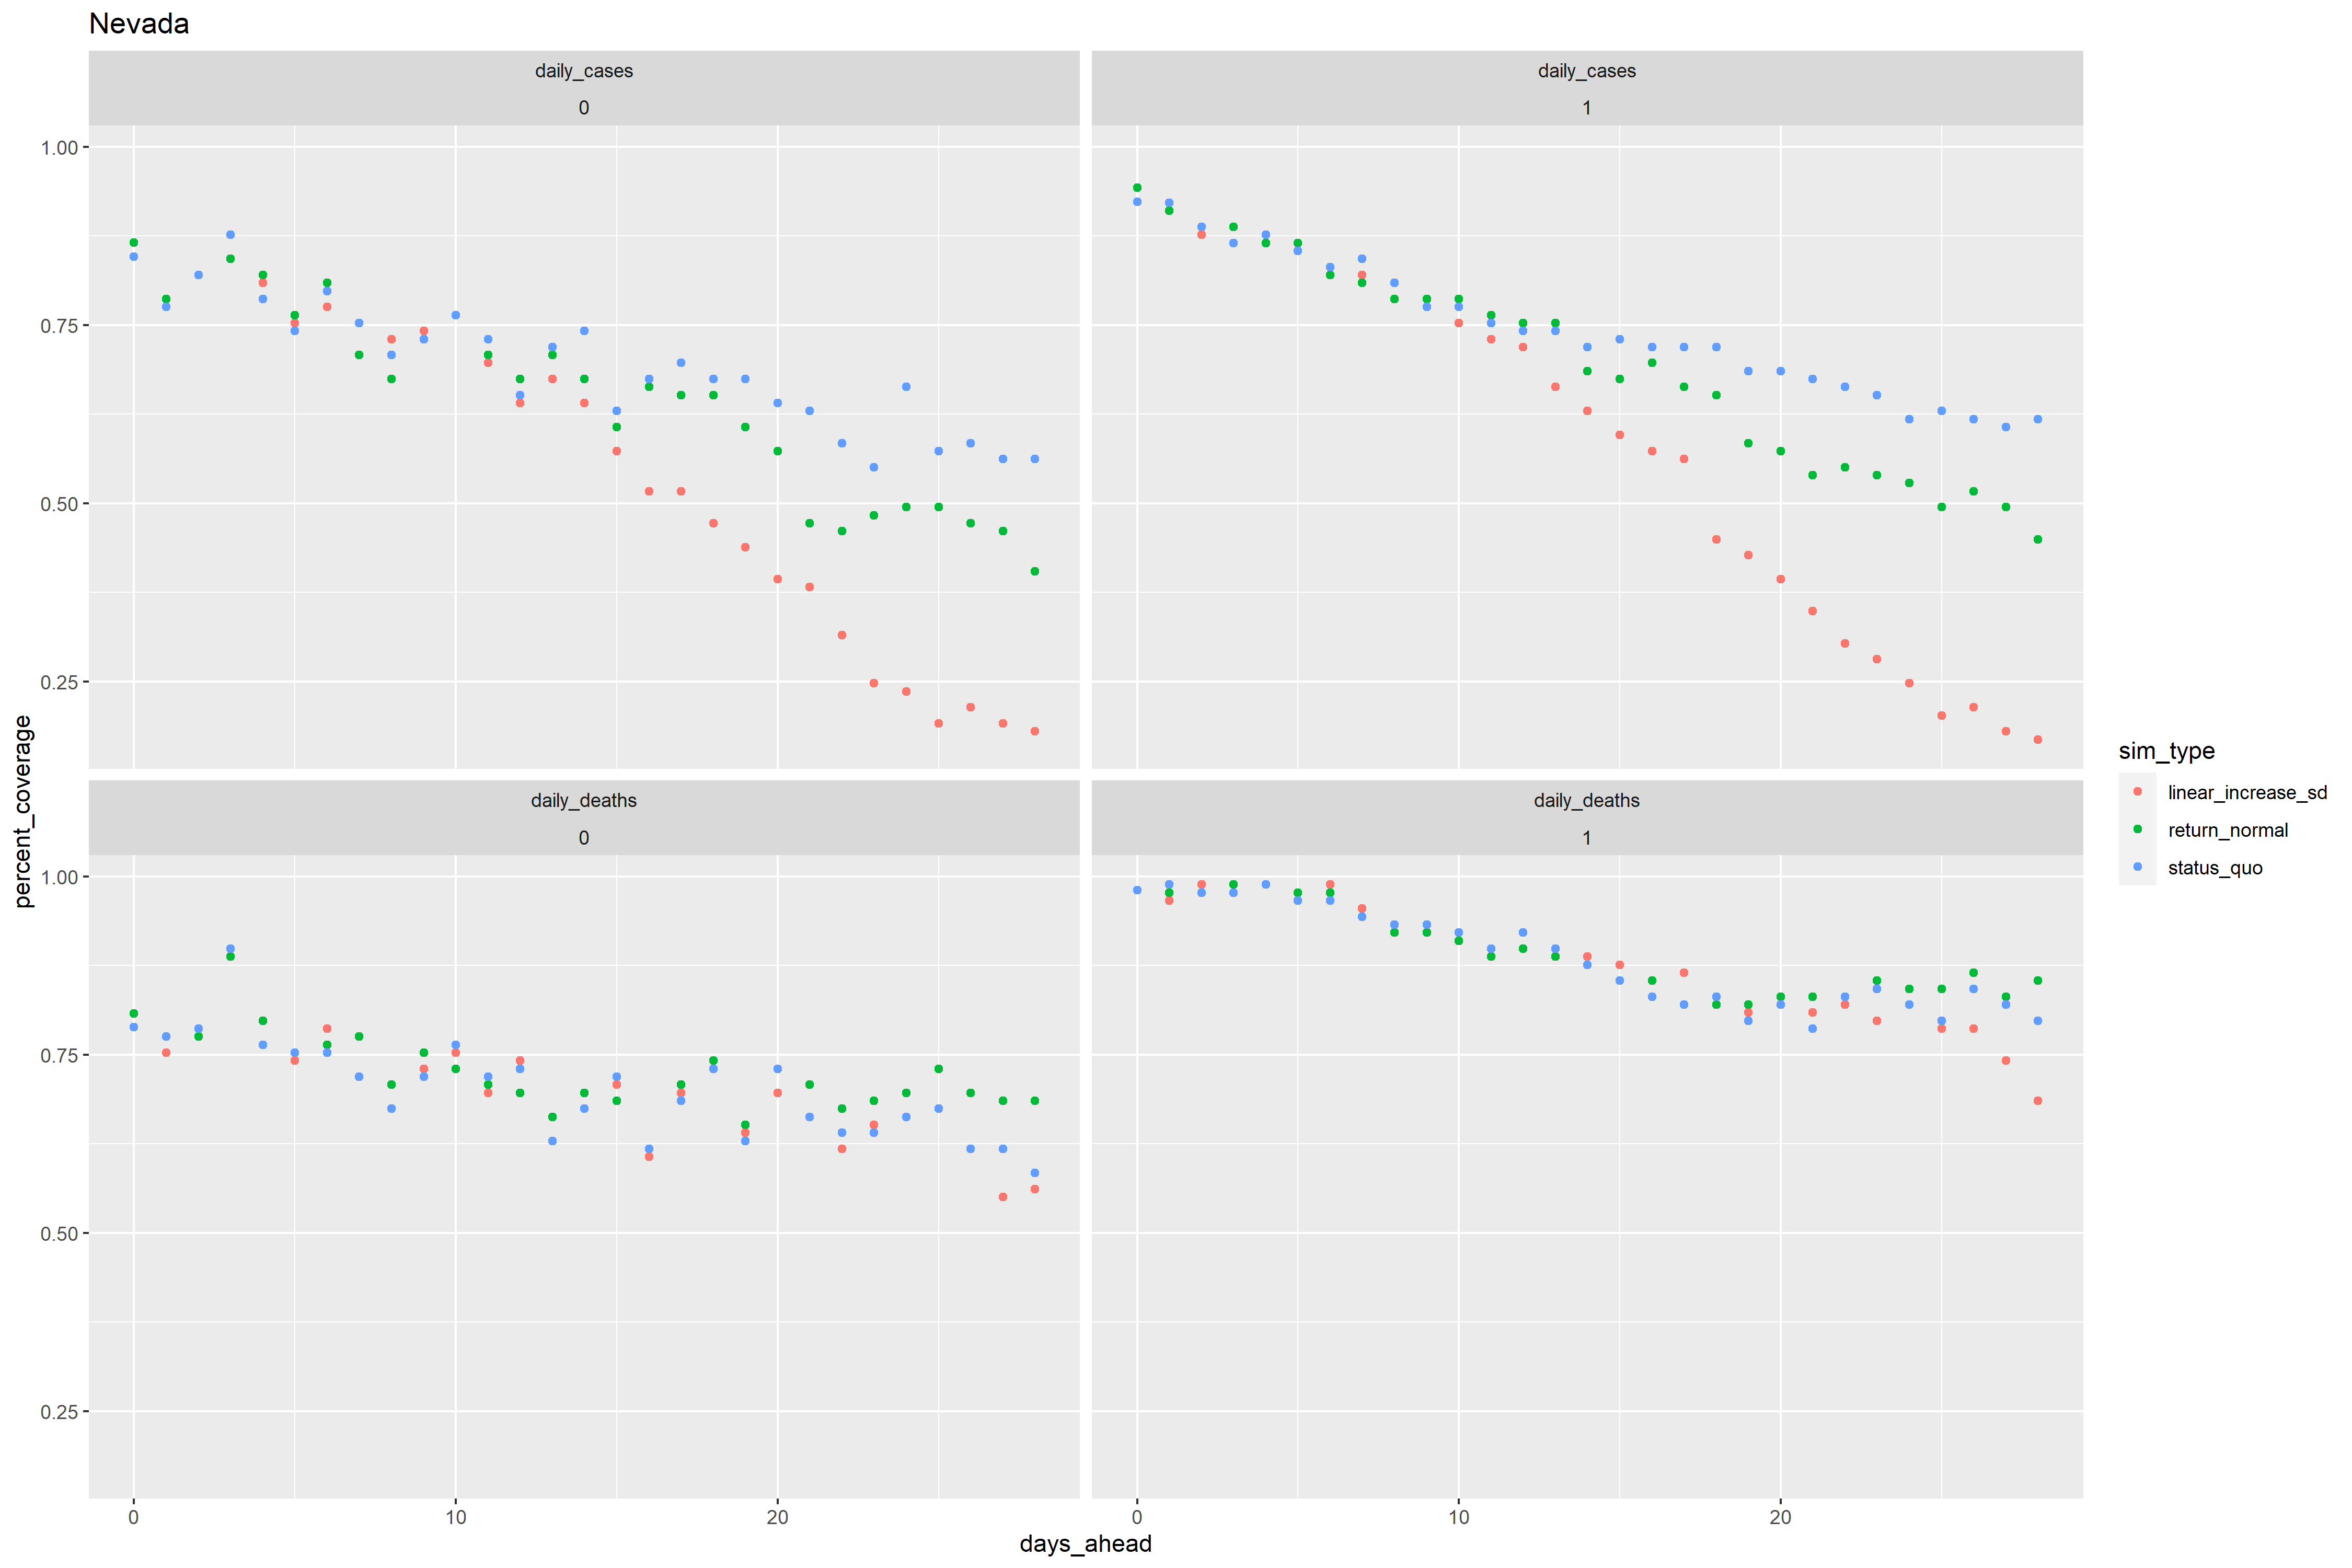 Nevada
daily_cases
0
daily_cases
1
1.00
0.75
0.50
0.25
daily_deaths
0
daily_deaths
1
1.00
0.75
0.50
0.25
0
10
20
0
10
20
days_ahead
percent_coverage
sim_type
linear_increase_sd
return_normal
status_quo